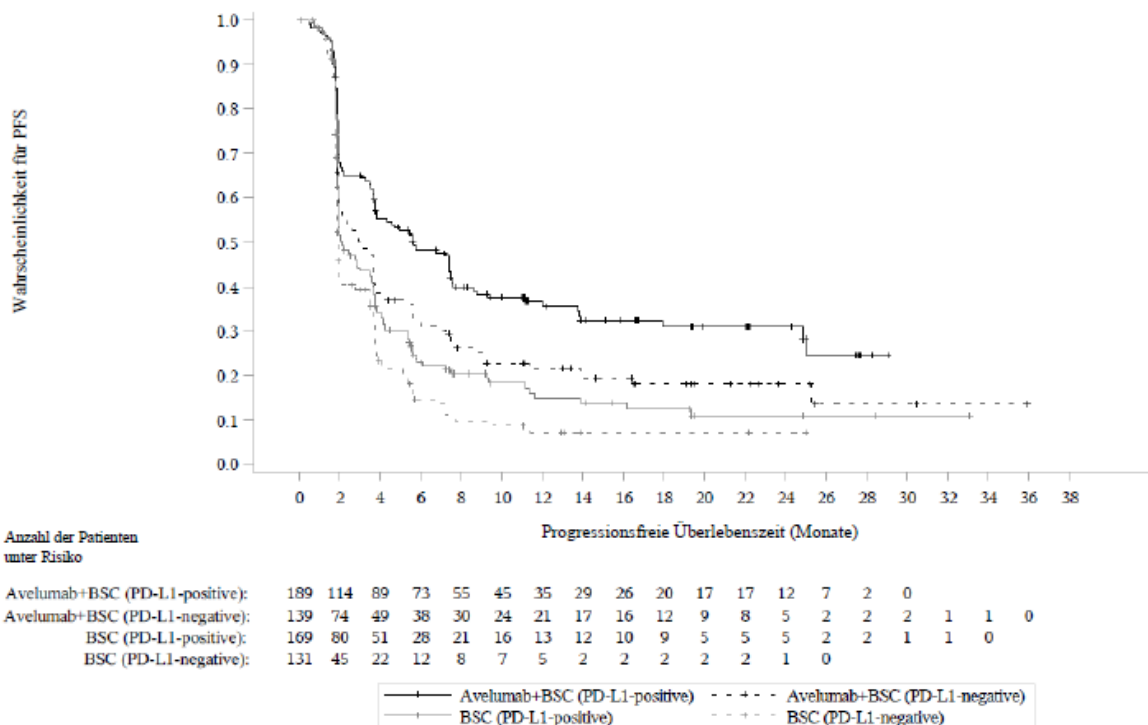 Wahrscheinlichkeit für PFS
1.0
0.9
0.8
0.7
0.6
0.5
0.4
0.3
0.2
0.1
0.0
0 2 4 6 8 10 12 14 16 18 20 22 24 26 28 30 32 34 36 38
Progressionsfreie Überlebenszeit (Monate)
Anzahl der Patienten
unter Risiko
Avelumab+BSC (PD-L1-positive): 189 114 89 73 55 45 35 29 26 20 17 17 12 7 2 0
Avelumab+BSC (PD-L1-negative): 139 74 49 38 30 24 21 17 16 12 9 8 5 2 2 2 1 1 0
BSC (PD-L1-positive): 169 80 51 28 21 16 13 12 10 9 5 5 5 2 2 1 1 0
BSC (PD-L1-negative): 131 45 22 12 8 7 5 2 2 2 2 2 1 0
Avelumab+BSC (PD-L1-positive) Avelumab+BSC (PD-L1-negative)
BSC (PD-L1-positive) BSC (PD-L1-negative)